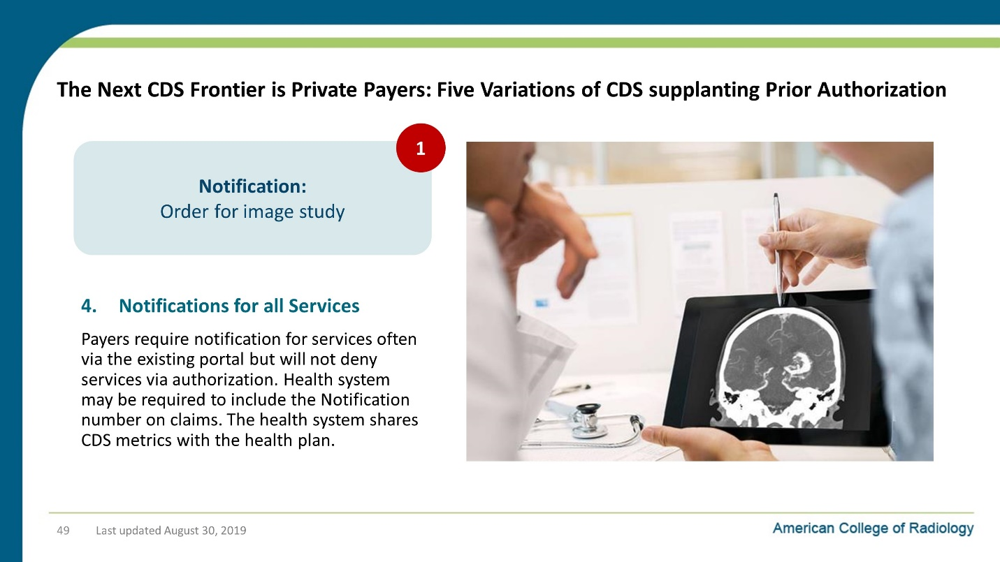 The Next CDS Frontier is Private Payers: Five Variations of CDS supplanting Prior Authorization
1
Notification:
Order for image study
4. Notifications for all Services
Payers require notification for services often
via the existing portal but will not deny
services via authorization. Health system
may be required to include the Notification
number on claims. The health system shares
CDS metrics with the health plan.
49 Last updated August 30, 2019
American College of Radiology